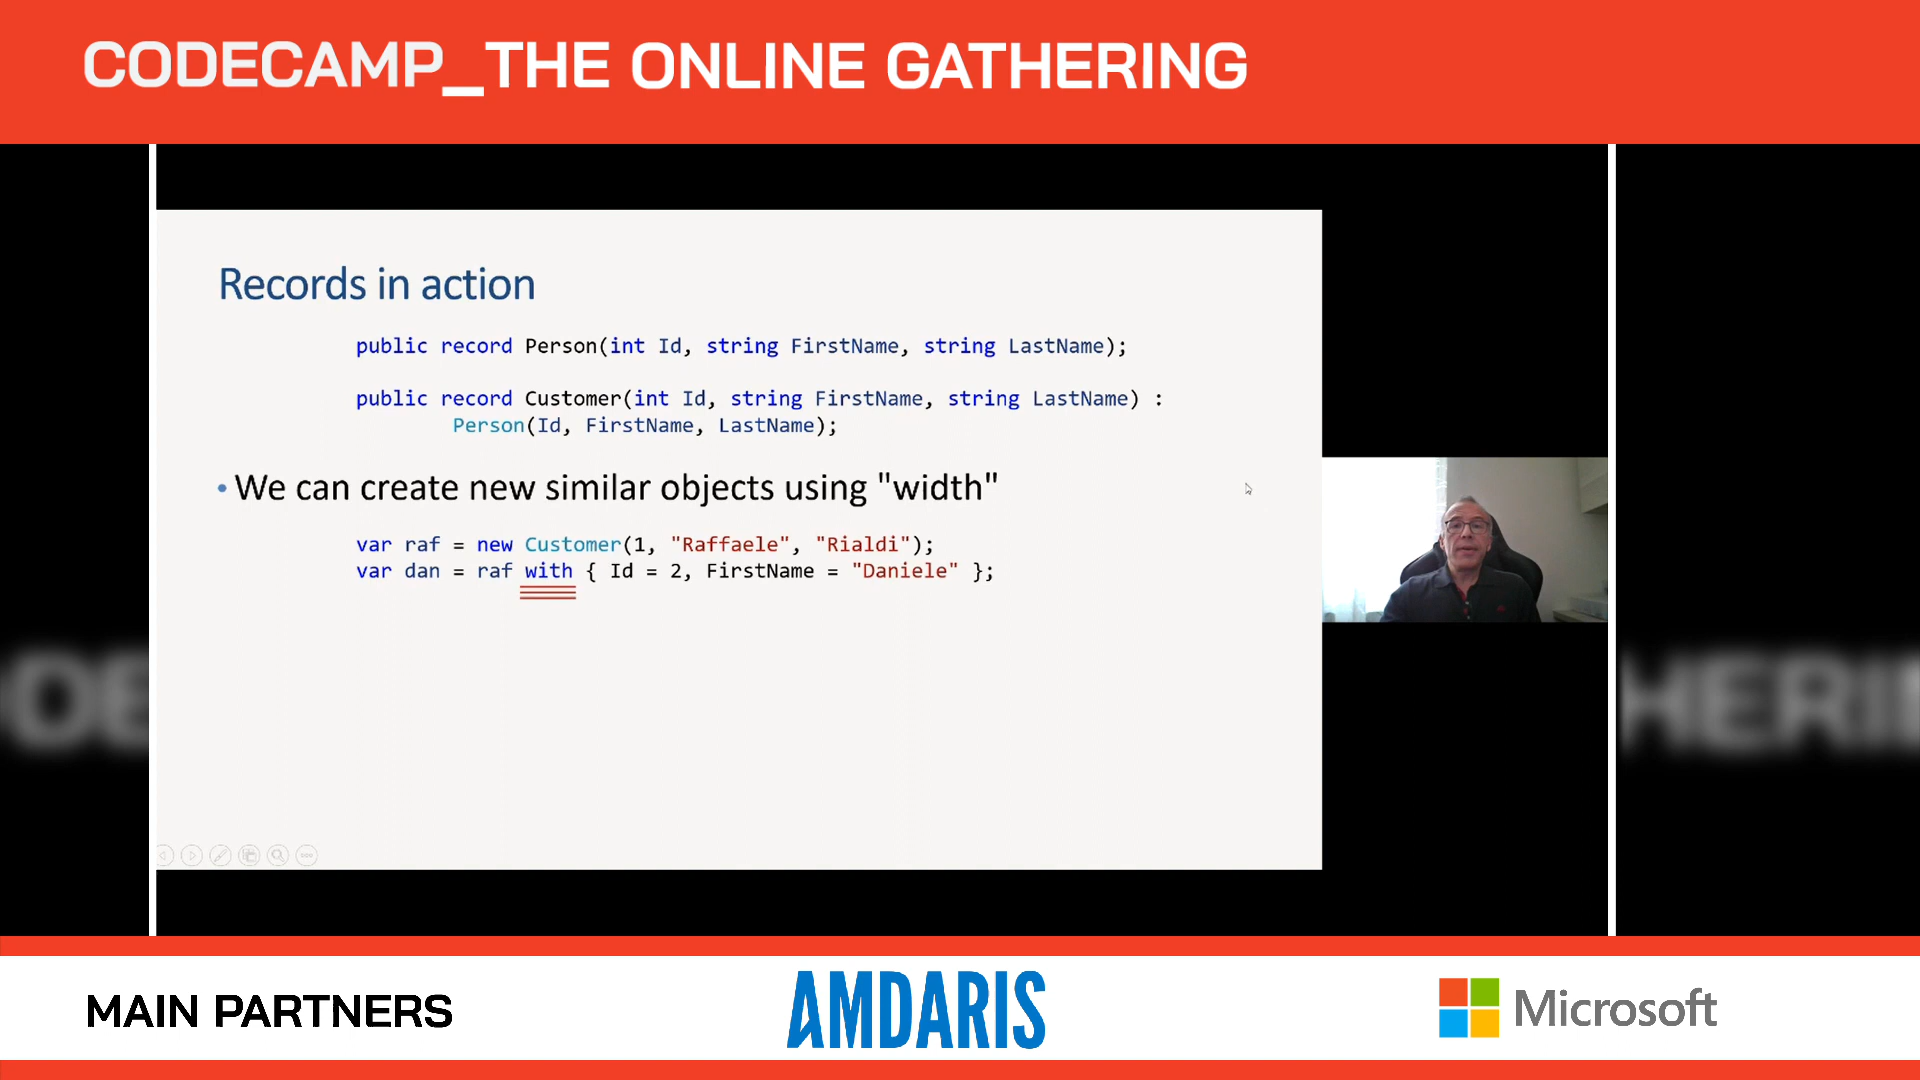 CODECAMP_THE ONLINE GATHERING
Records in action
public record Person(int Id, string FirstName, string LastName);
public record Customer(int Id, string FirstName, string LastName) :
Person(Id, FirstName, LastName);
• We can create new similar objects using "width"
var raf = new Customer(1, "Raffaele", "Rialdi");
var dan = raf with { Id = 2, FirstName = "Daniele" };
ODE
HERIN
MAIN PARTNERS
AMDARIS
Microsoft